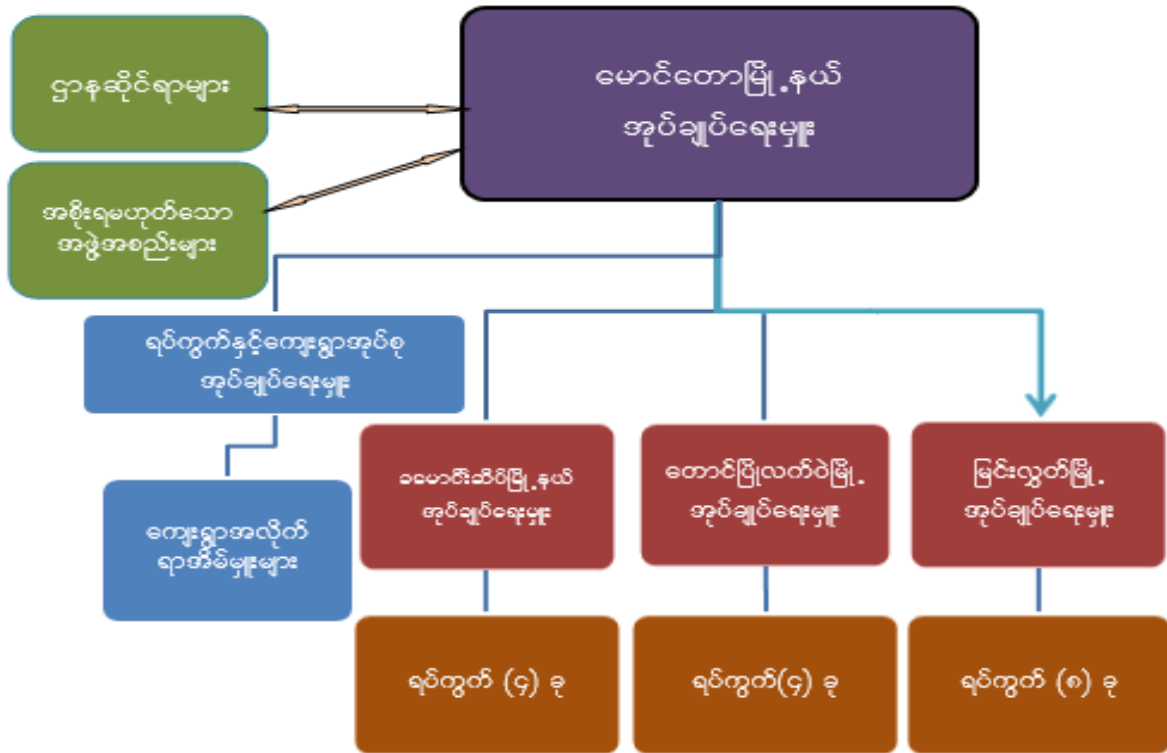 ဌာနဆိုင်ရာများ
မောင်တောမြို့နယ်
အုပ်ချုပ်ရေးမှူး
အစိုးရမဟုတ်သော
အဖွဲ့အစည်းများ
ရပ်ကွက်နှင့်ကျေးရွာအုပ်စု
အုပ်ချုပ်ရေးမှူး
ကျေးရွာအလိုက်
ရာအိမ်မှူးများ
ခမောင်းဆိပ်မြို့နယ်
အုပ်ချုပ်ရေးမှူး
တောင်ပြိုလက်ဝဲမြို့
အုပ်ချုပ်ရေးမှူး
မြင်းလွှတ်မြို့
အုပ်ချုပ်ရေးမှူး
ရပ်ကွက် (၄) ခု
ရပ်ကွက်(၄) ခု
ရပ်ကွက် (၈) ခု